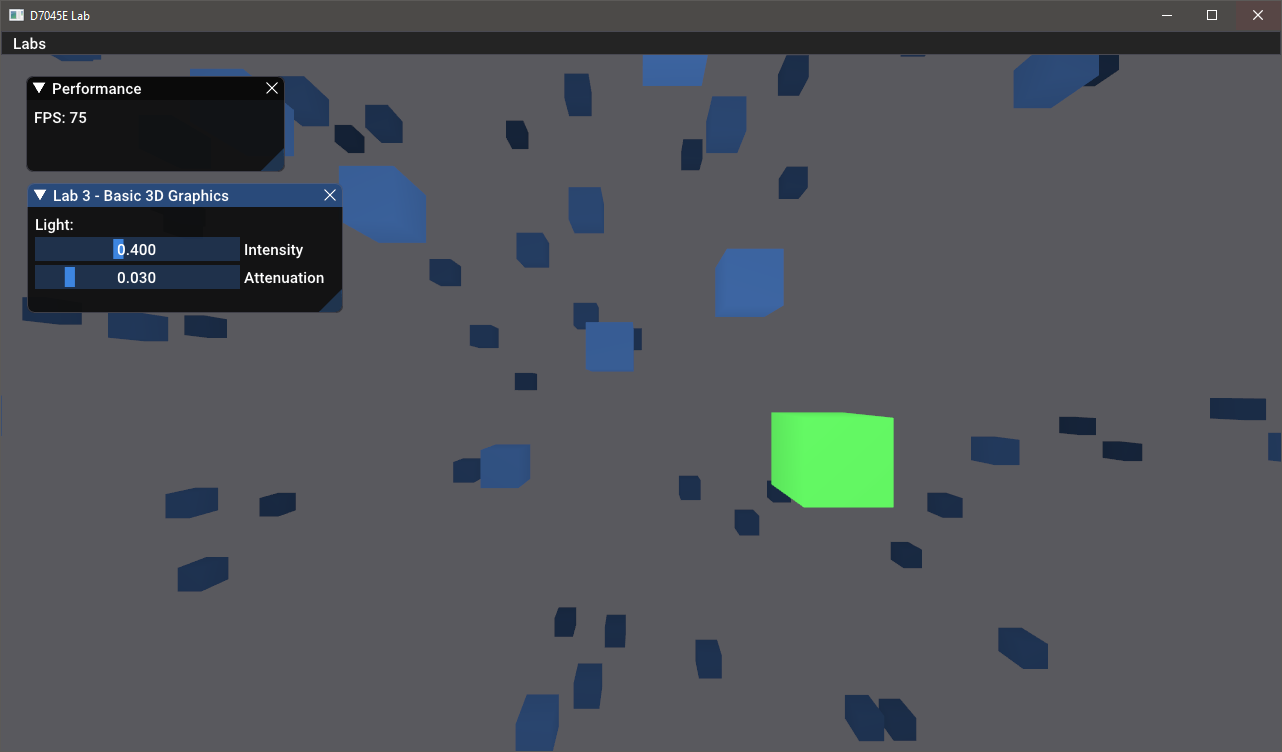 D7045E Lab
Labs
Performance
FPS: 75
Lab 3 - Basic 3D Graphics
Light:
0.400 Intensity
0.030 Attenuation